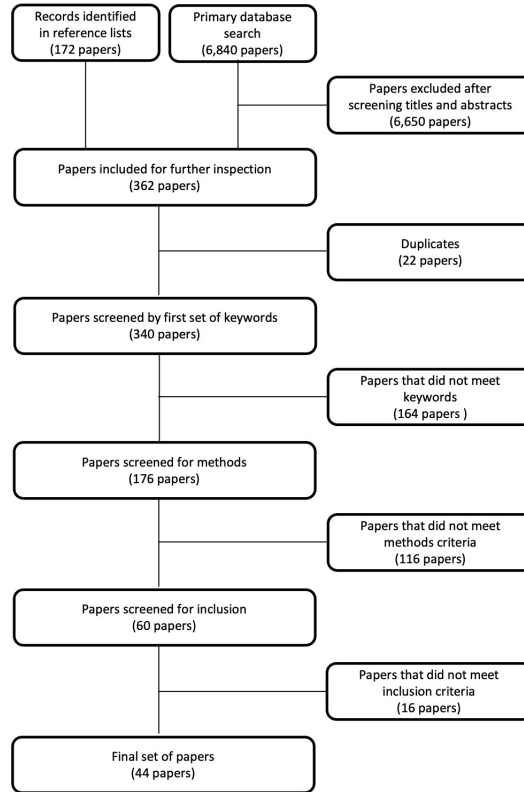 Records identified
in reference lists
(172 papers)
Primary database
search
(6,840 papers)
Papers excluded after
screening titles and abstracts
(6,650 papers)
Papers included for further inspection
(362 papers)
Duplicates
(22 papers)
Papers screened by first set of keywords
(340 papers)
Papers that did not meet
keywords
(164 papers )
Papers screened for methods
(176 papers)
Papers that did not meet
methods criteria
(116 papers)
Papers screened for inclusion
(60 papers)
Papers that did not meet
inclusion criteria
(16 papers)
Final set of papers
(44 papers)